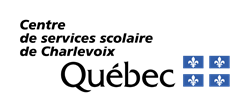 Centre
de services scolaire
de Charlevoix
Québec